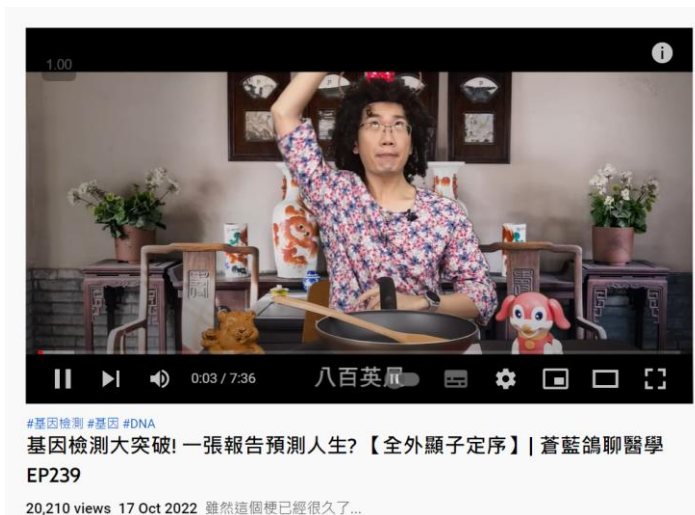 1.00
0:03 / 7:36
八百英尺
#基因檢測 #基因 #DNA
基因檢測大突破! 一張報告預測人生? 【全外顯子定序】| 蒼藍鴿聊醫學
EP239
20,210 views 17 Oct 2022 雖然這個梗已經很久了...